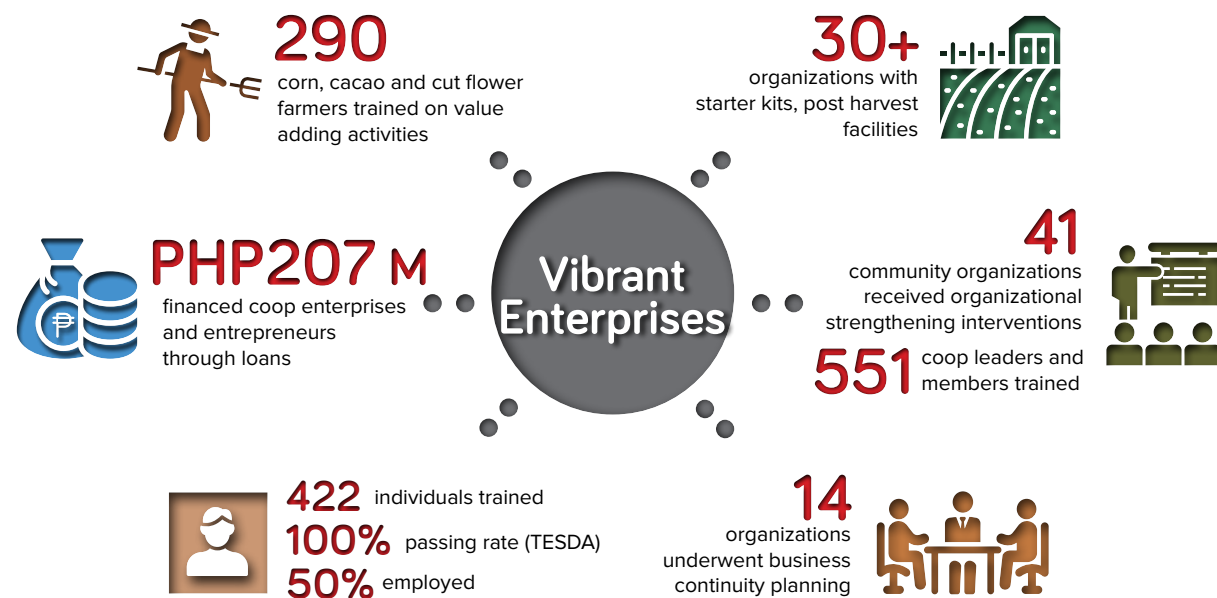 290
corn, cacao and cut flower
farmers trained on value
adding activities
30+
organizations with
starter kits, post harvest
facilities
PHP207 M
financed coop enterprises
and entrepreneurs
through loans
₱
Vibrant
Enterprises
41
community organizations
received organizational
strengthening interventions
551 coop leaders and
members trained
422 individuals trained
100% passing rate (TESDA)
50% employed
14
organizations
underwent business
continuity planning